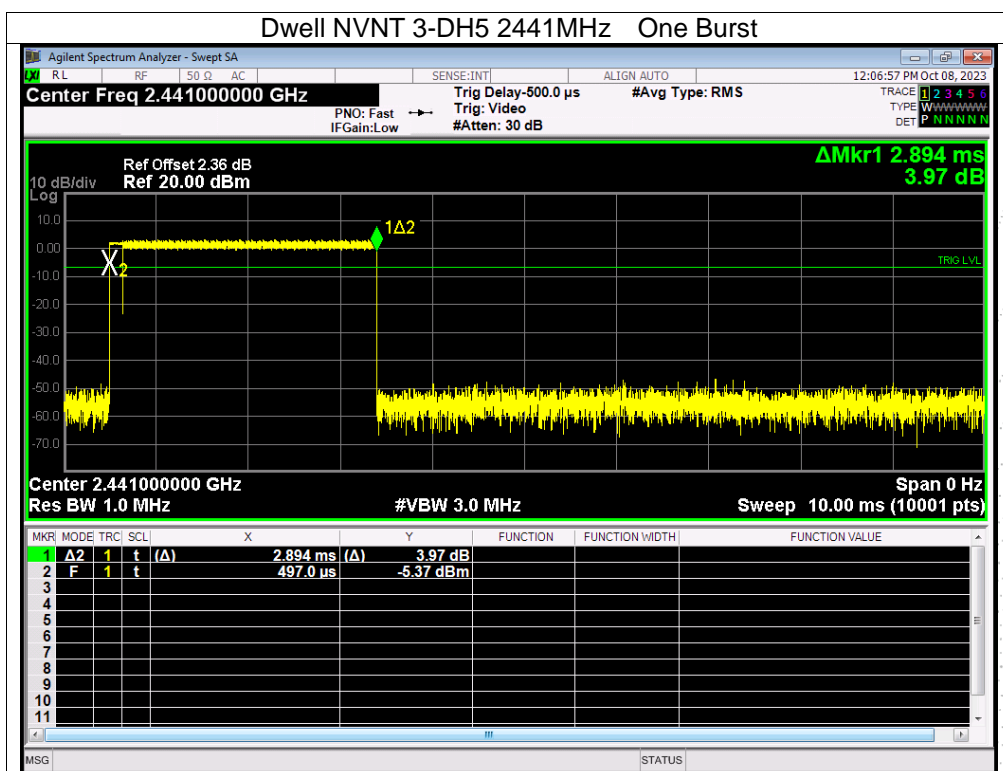 Dwell NVNT 3-DH5 2441MHz One Burst
Agilent Spectrum Analyzer - Swept SA
LXI RL RF 50 Ω AC SENSE:INT ALIGN AUTO 12:06:57 PM Oct 08, 2023
Center Freq 2.441000000 GHz
PNO: Fast
IFGain:Low
Trig Delay-500.0 µs
Trig: Video
#Atten: 30 dB
#Avg Type: RMS
TRACE 1 2 3 4 5 6
TYPE WWWWWWW
DET P N N N N N
ΔMkr1 2.894 ms
3.97 dB
Ref Offset 2.36 dB
10 dB/div Ref 20.00 dBm
Log
10.0
0.00
-10.0
-20.0
-30.0
-40.0
-50.0
-60.0
-70.0
1Δ2
X2
TRIG LVL
Center 2.441000000 GHz Span 0 Hz
Res BW 1.0 MHz #VBW 3.0 MHz Sweep 10.00 ms (10001 pts)
MKR MODE TRC SCL X Y FUNCTION FUNCTION WIDTH FUNCTION VALUE
1 Δ2 1 t (Δ) 2.894 ms (Δ) 3.97 dB
2 F 1 t 497.0 µs -5.37 dBm
3
4
5
6
7
8
9
10
11
MSG STATUS